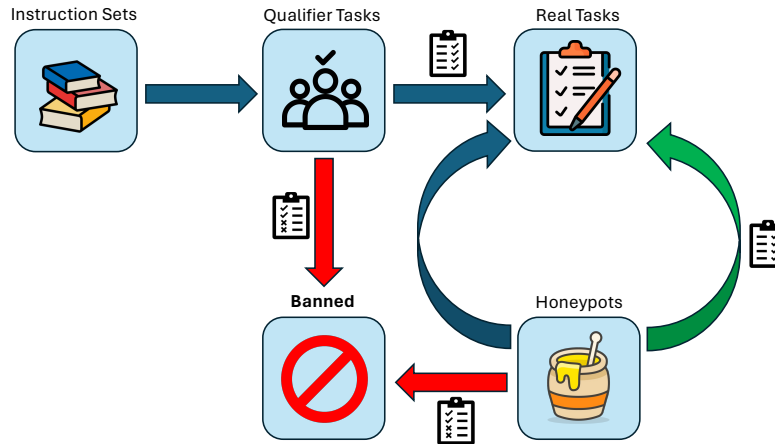 Instruction Sets
Qualifier Tasks
Real Tasks
Banned
Honeypots